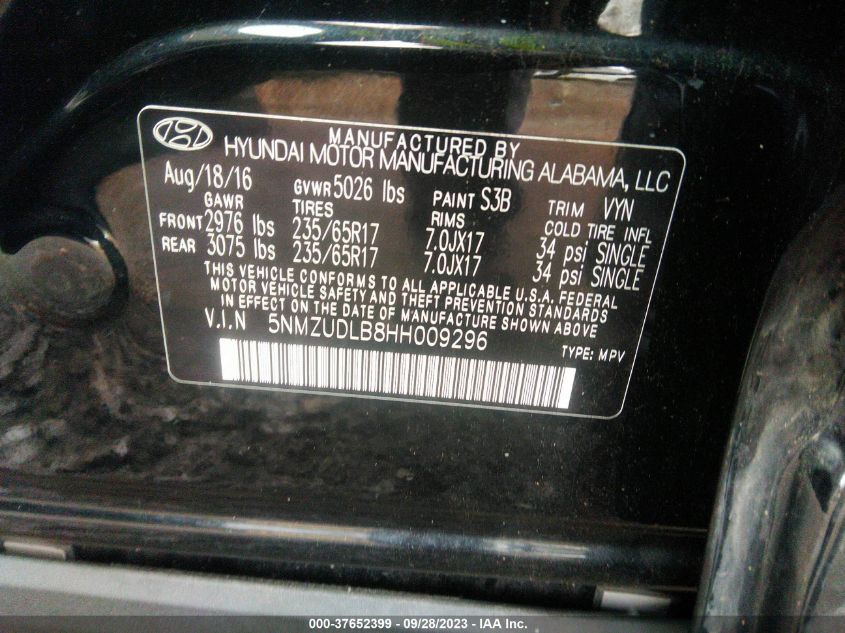 MANUFACTURED BY
HYUNDAI MOTOR MANUFACTURING ALABAMA, LLC
Aug/18/16 GVWR 5026 lbs PAINT S3B TRIM VYN
GAWR TIRES RIMS COLD TIRE INFL
FRONT 2976 lbs 235/65R17 7.0JX17 34 psi SINGLE
REAR 3075 lbs 235/65R17 7.0JX17 34 psi SINGLE
THIS VEHICLE CONFORMS TO ALL APPLICABLE U.S.A. FEDERAL
MOTOR VEHICLE SAFETY AND THEFT PREVENTION STANDARDS
IN EFFECT ON THE DATE OF MANUFACTURE SHOWN ABOVE
V.I.N 5NMZUDLB8HH009296
TYPE: MPV
000-37652399 / 09/28/2023 - © IAA Inc.